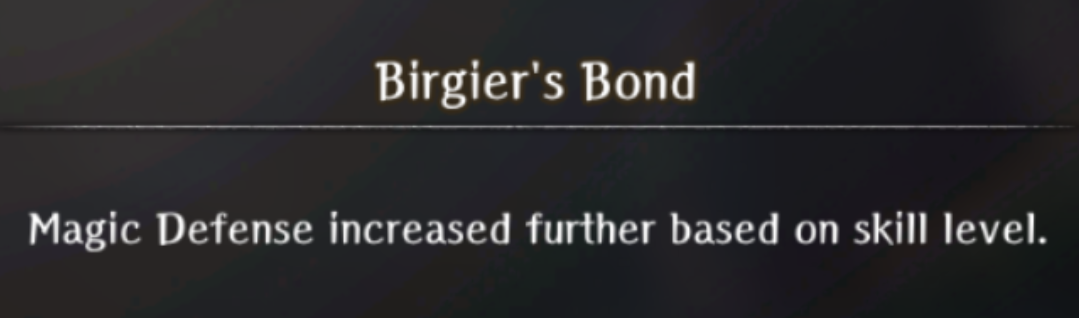 Birgier's Bond
Magic Defense increased further based on skill level.